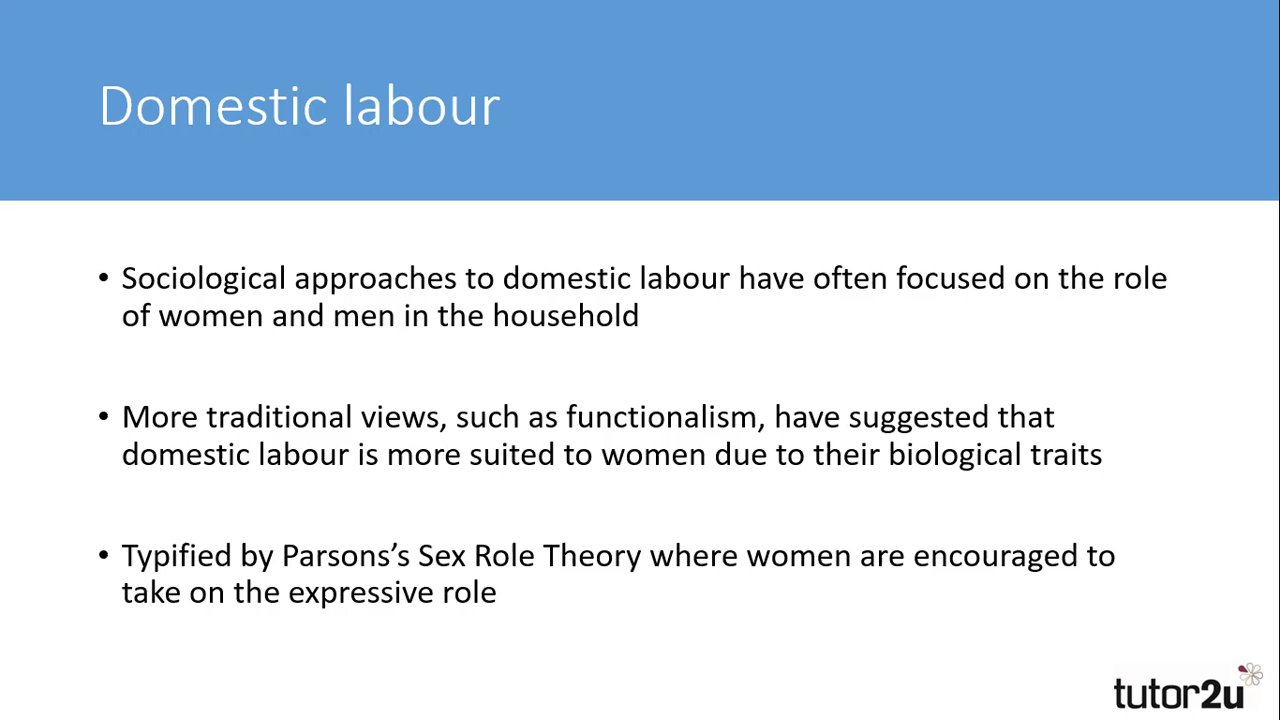 Domestic labour
• Sociological approaches to domestic labour have often focused on the role
of women and men in the household
• More traditional views, such as functionalism, have suggested that
domestic labour is more suited to women due to their biological traits
• Typified by Parsons’s Sex Role Theory where women are encouraged to
take on the expressive role
tutor2u